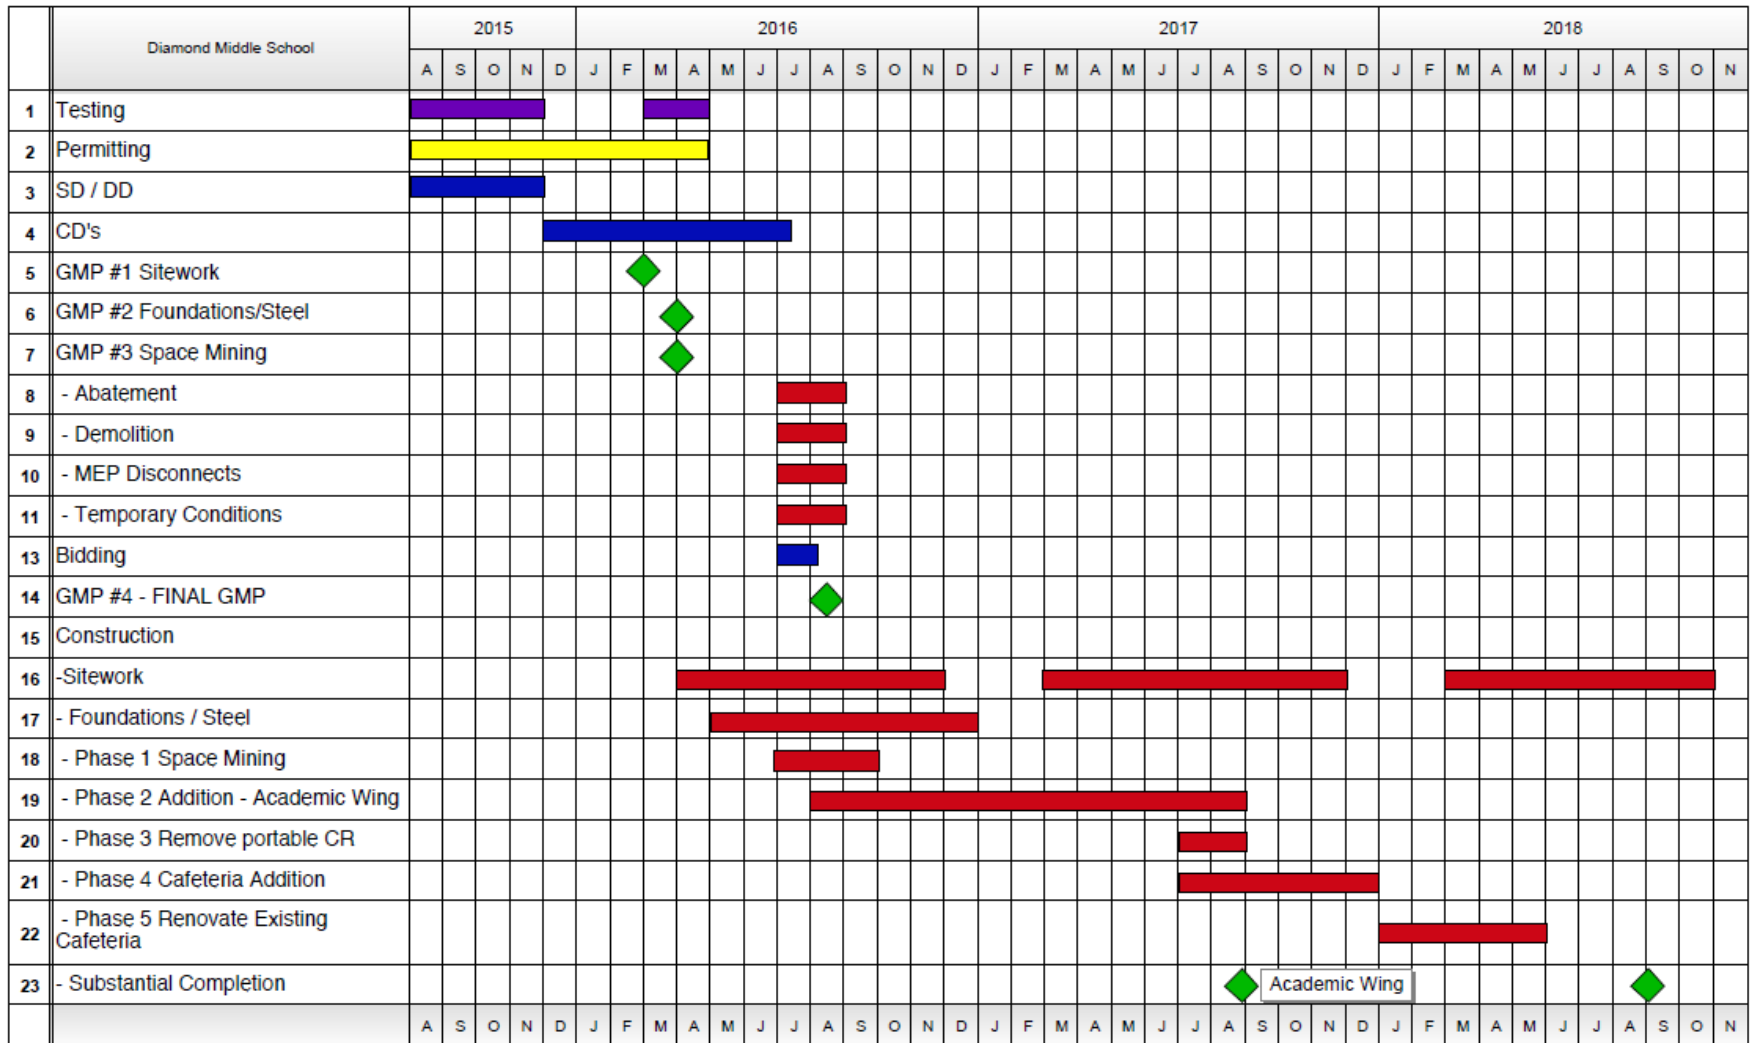 2015 2016 2017 2018
Diamond Middle School
A S O N D J F M A M J J A S O N D J F M A M J J A S O N D J F M A M J J A S O N
1 Testing
2 Permitting
3 SD / DD
4 CD's
5 GMP #1 Sitework
6 GMP #2 Foundations/Steel
7 GMP #3 Space Mining
8 - Abatement
9 - Demolition
10 - MEP Disconnects
11 - Temporary Conditions
13 Bidding
14 GMP #4 - FINAL GMP
15 Construction
16 -Sitework
17 - Foundations / Steel
18 - Phase 1 Space Mining
19 - Phase 2 Addition - Academic Wing
20 - Phase 3 Remove portable CR
21 - Phase 4 Cafeteria Addition
22 - Phase 5 Renovate Existing
Cafeteria
23 - Substantial Completion Academic Wing
A S O N D J F M A M J J A S O N D J F M A M J J A S O N D J F M A M J J A S O N